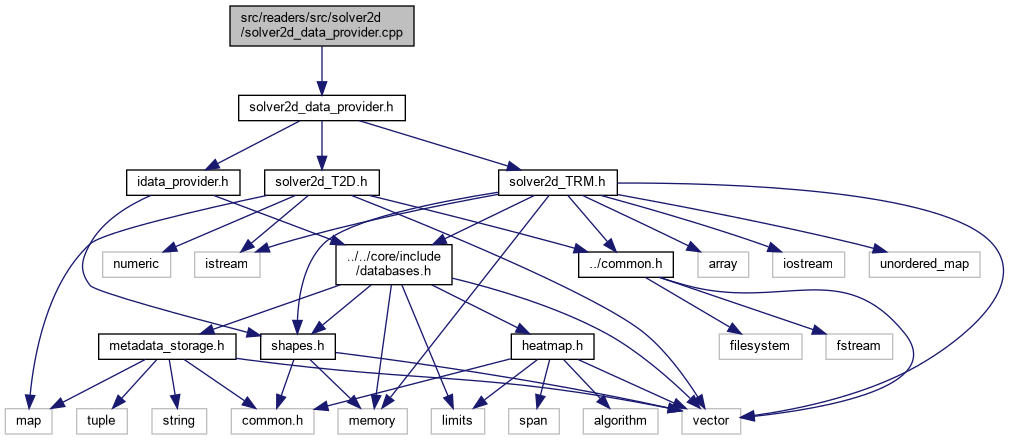 src/readers/src/solver2d
/solver2d_data_provider.cpp
solver2d_data_provider.h
idata_provider.h
solver2d_T2D.h
solver2d_TRM.h
numeric
istream
../../core/include
/databases.h
../common.h
array
iostream
unordered_map
metadata_storage.h
shapes.h
heatmap.h
filesystem
fstream
map
tuple
string
common.h
memory
limits
span
algorithm
vector